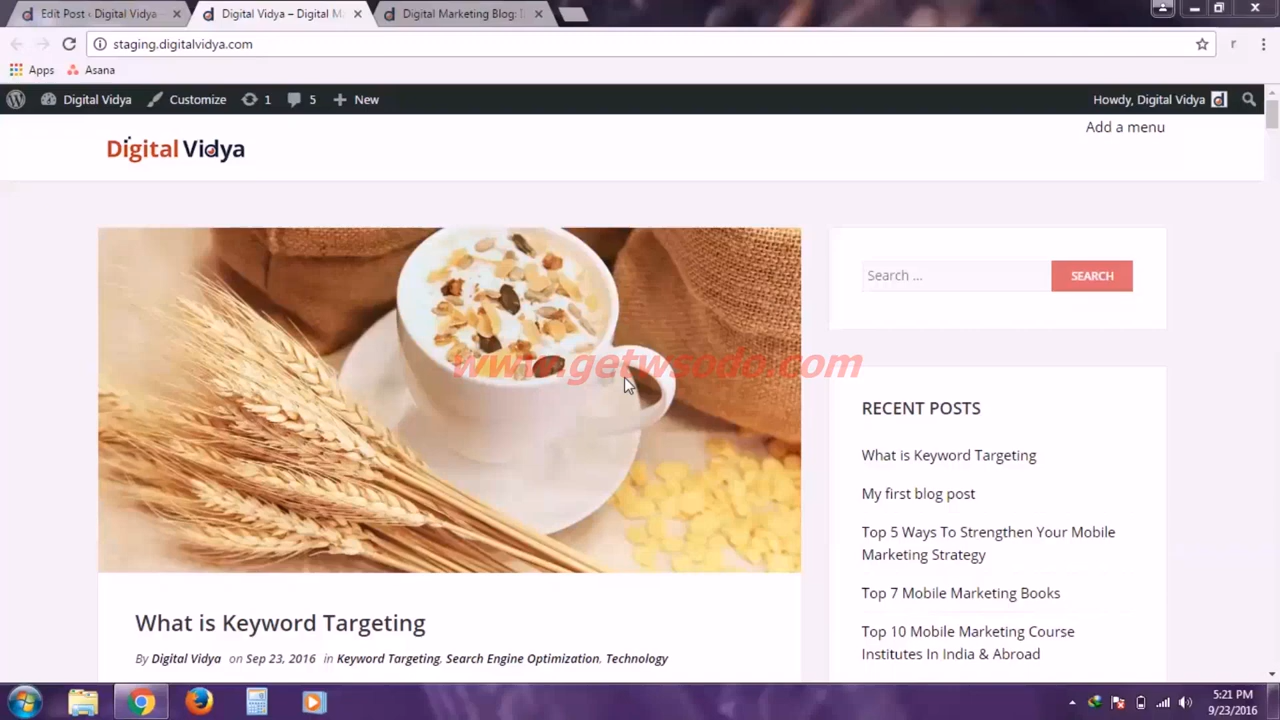 Edit Post ‹ Digital Vidya
Digital Vidya – Digital M
Digital Marketing Blog:
staging.digitalvidya.com
r
Apps
Asana
Digital Vidya
Customize
1
5
New
Howdy, Digital Vidya
Add a menu
Digital Vidya
Search ...
SEARCH
www.getwsodo.com
RECENT POSTS
What is Keyword Targeting
My first blog post
Top 5 Ways To Strengthen Your Mobile
Marketing Strategy
Top 7 Mobile Marketing Books
Top 10 Mobile Marketing Course
Institutes In India & Abroad
What is Keyword Targeting
By Digital Vidya on Sep 23, 2016 in Keyword Targeting, Search Engine Optimization, Technology
5:21 PM
9/23/2016